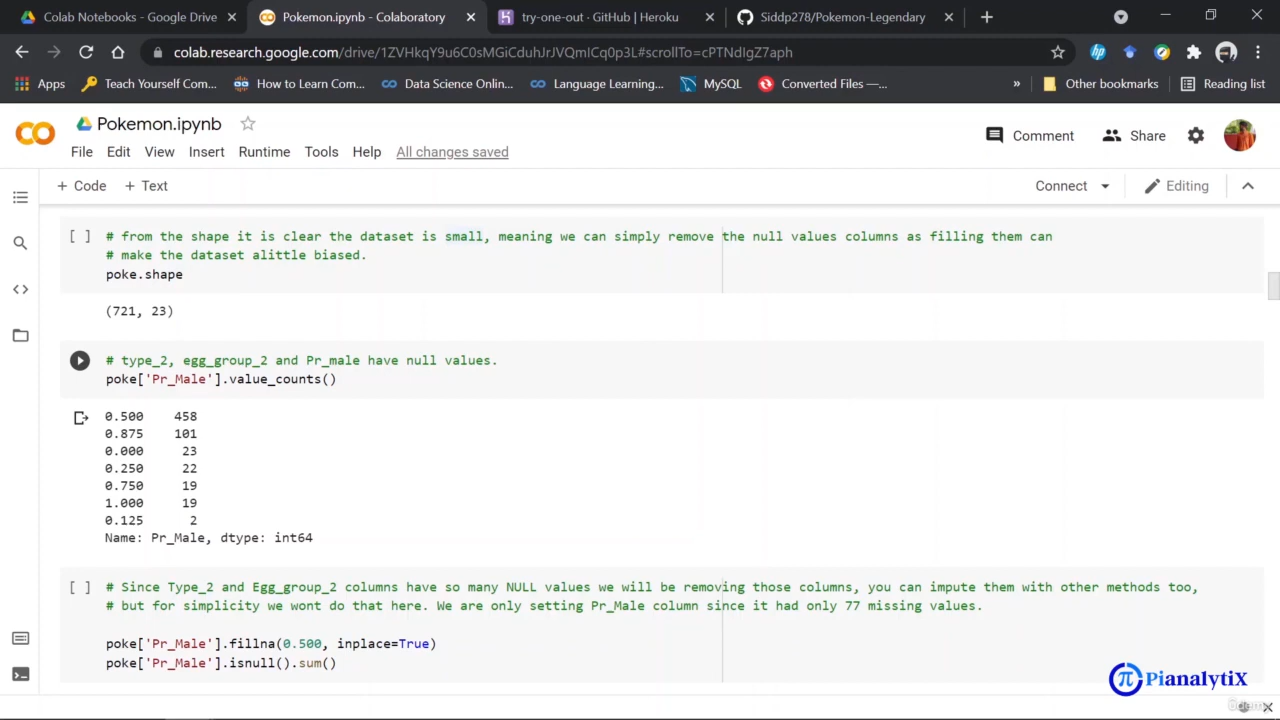 Colab Notebooks - Google Drive
Pokemon.ipynb - Colaboratory
try-one-out · GitHub | Heroku
Siddp278/Pokemon-Legendary
colab.research.google.com/drive/1ZVHkqY9u6C0sMGiCduhJrJVQmICq0p3L#scrollTo=cPTNdIgZ7aph
Apps
Teach Yourself Com...
How to Learn Com...
Data Science Online...
Language Learning...
MySQL
Converted Files —...
»
Other bookmarks
Reading list
Pokemon.ipynb
Comment
Share
File Edit View Insert Runtime Tools Help All changes saved
+ Code + Text
Connect
Editing
[ ] # from the shape it is clear the dataset is small, meaning we can simply remove the null values columns as filling them can
# make the dataset alittle biased.
poke.shape
(721, 23)
# type_2, egg_group_2 and Pr_male have null values.
poke['Pr_Male'].value_counts()
0.500 458
0.875 101
0.000 23
0.250 22
0.750 19
1.000 19
0.125 2
Name: Pr_Male, dtype: int64
[ ] # Since Type_2 and Egg_group_2 columns have so many NULL values we will be removing those columns, you can impute them with other methods too,
# but for simplicity we wont do that here. We are only setting Pr_Male column since it had only 77 missing values.
poke['Pr_Male'].fillna(0.500, inplace=True)
poke['Pr_Male'].isnull().sum()
PianalytiX